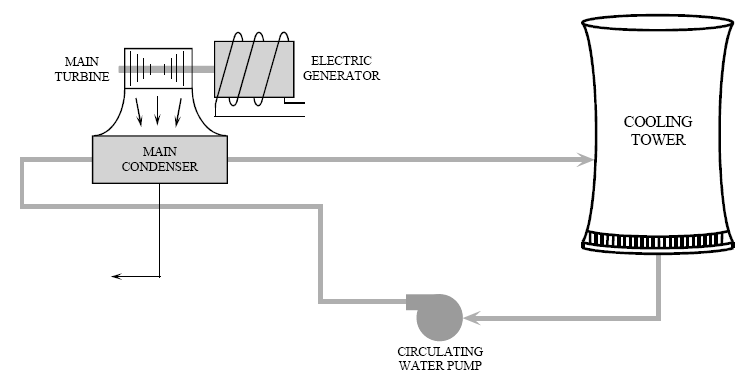 MAIN
TURBINE
ELECTRIC
GENERATOR
MAIN
CONDENSER
COOLING
TOWER
CIRCULATING
WATER PUMP